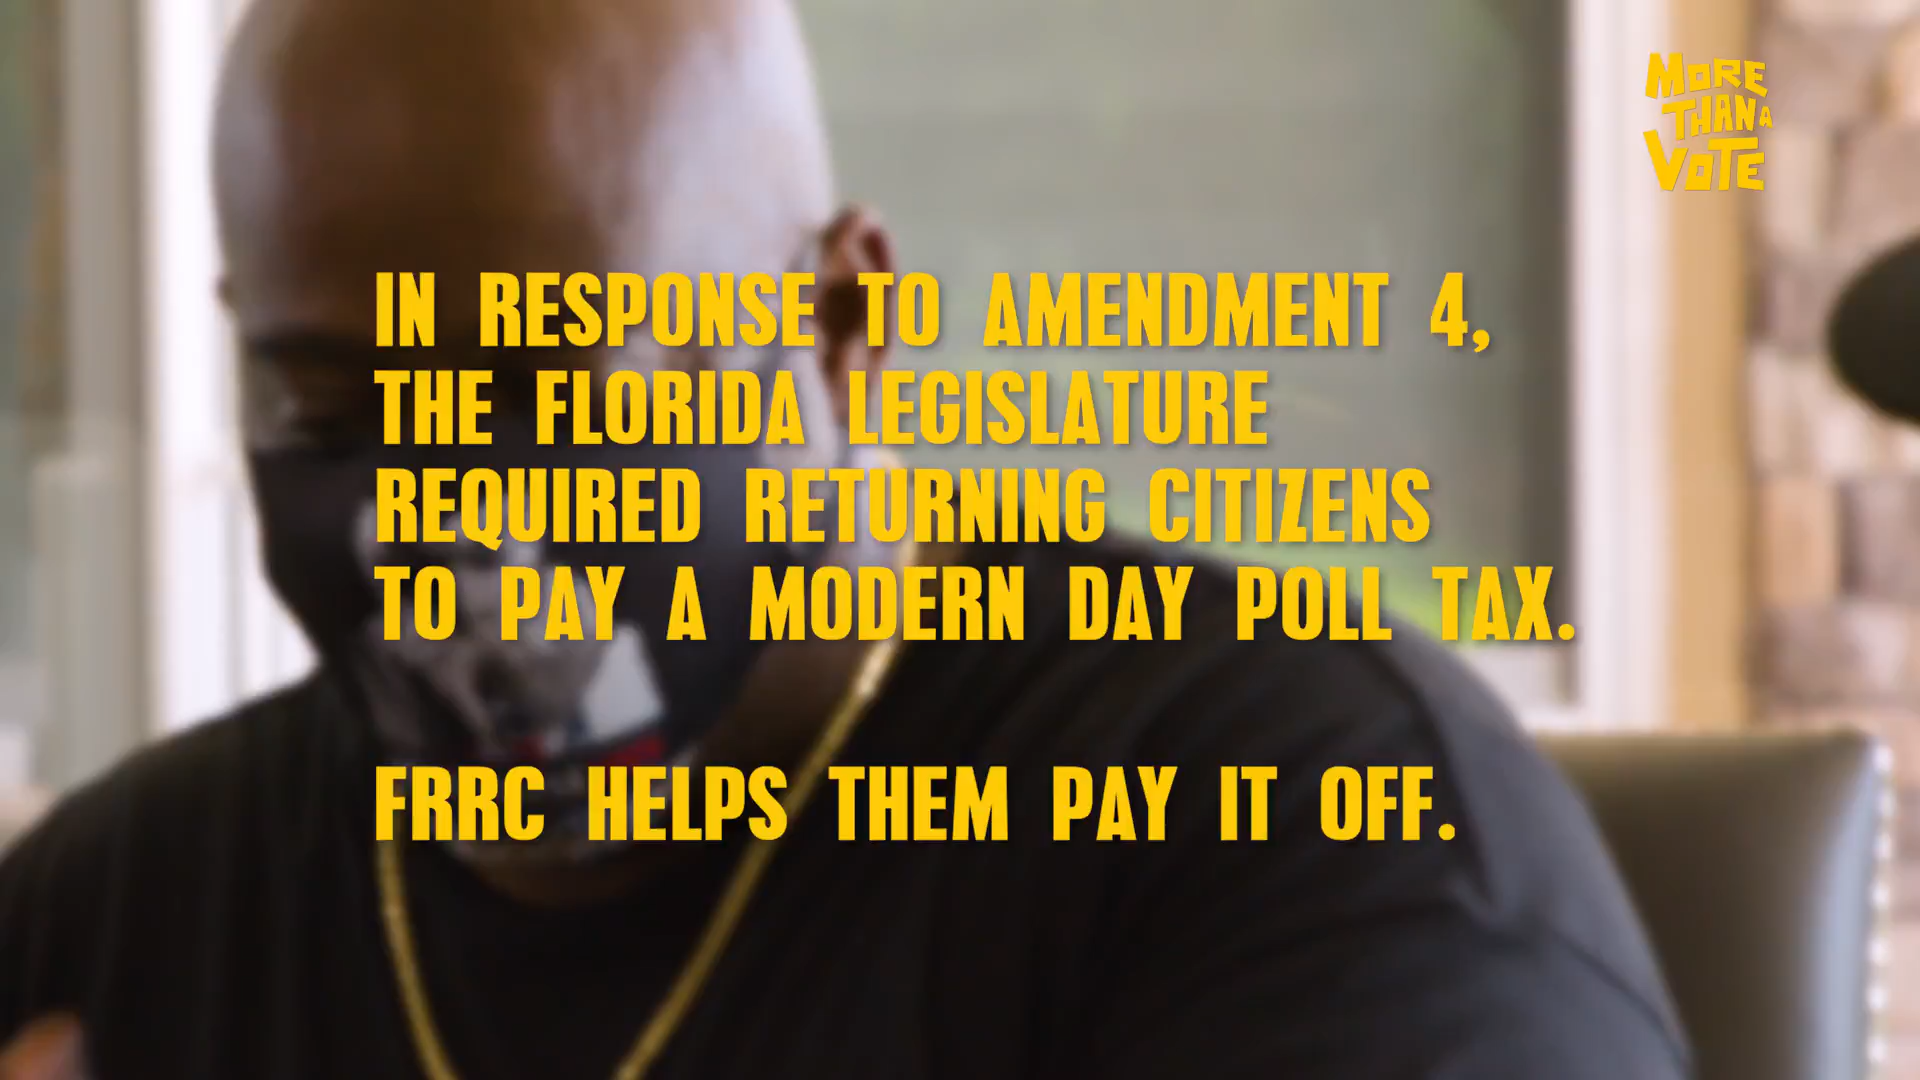 MORE
THAN A
VOTE
IN RESPONSE TO AMENDMENT 4,
THE FLORIDA LEGISLATURE
REQUIRED RETURNING CITIZENS
TO PAY A MODERN DAY POLL TAX.
FRRC HELPS THEM PAY IT OFF.